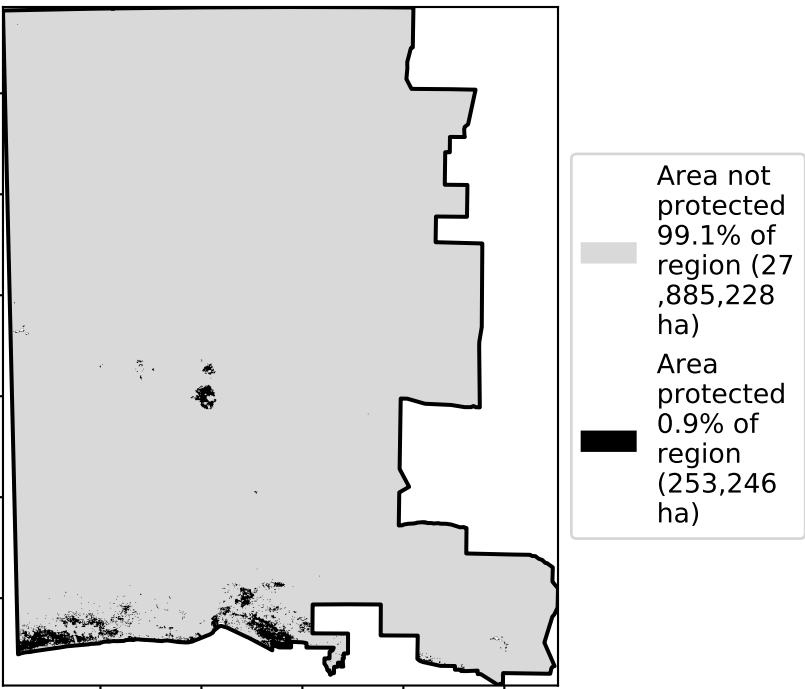 Area not
protected
99.1% of
region (27
,885,228
ha)
Area
protected
0.9% of
region
(253,246
ha)